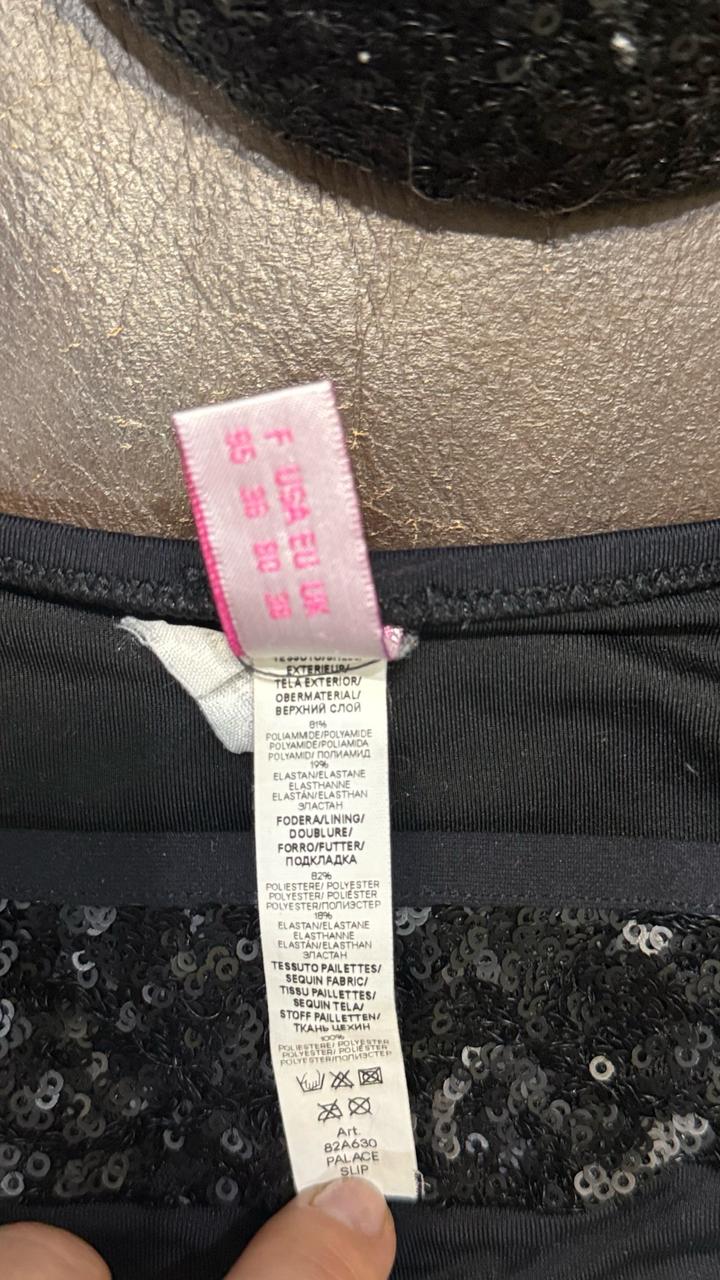 F USA EU UK
95 36 80
TESSUTO/SHELL/
EXTERIEUR/
TELA EXTERIOR/
OBERMATERIAL/
ВЕРХНИЙ СЛОЙ
81%
POLIAMMIDE/POLYAMIDE
POLYAMIDE/POLIAMIDA
POLYAMID/ ПОЛИАМИД
19%
ELASTAN/ELASTANE
ELASTHANNE
ELASTÁN/ELASTHAN
ЭЛАСТАН
FODERA/LINING/
DOUBLURE/
FORRO/FUTTER/
ПОДКЛАДКА
82%
POLIESTERE/ POLYESTER
POLYESTER/ POLIÉSTER
POLYESTER/ПОЛИЭСТЕР
18%
ELASTAN/ELASTANE
ELASTHANNE
ELASTÁN/ELASTHAN
ЭЛАСТАН
TESSUTO PAILETTES/
SEQUIN FABRIC/
TISSU PAILLETTES/
SEQUIN TELA/
STOFF PAILLETTEN/
ТКАНЬ ЦЕХИН
100%
POLIESTERE/ POLYESTER
POLYESTER/ POLIÉSTER
POLYESTER/ПОЛИЭСТЕР
Art.
82A630
PALACE
SLIP